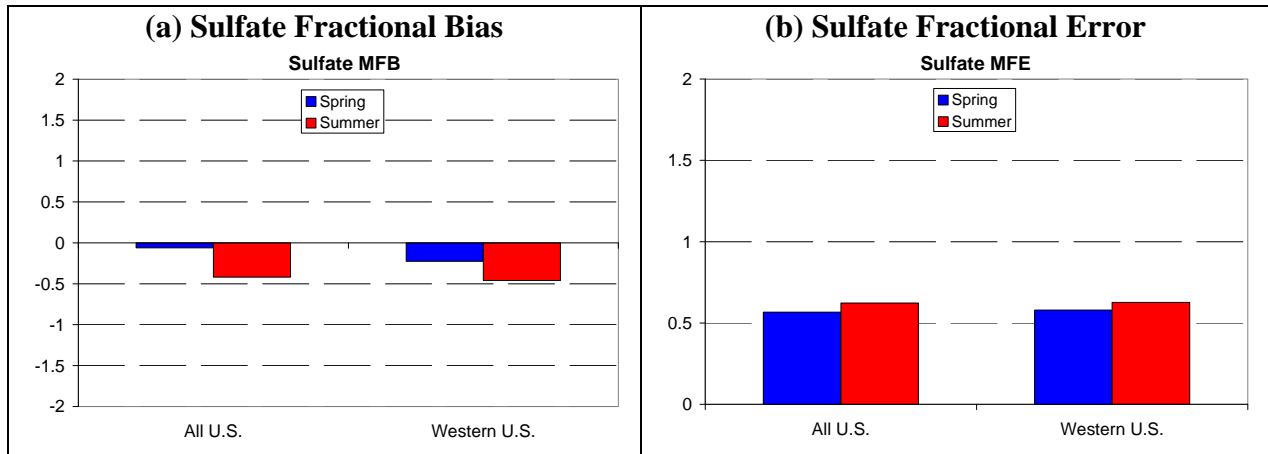 (a) Sulfate Fractional Bias
Sulfate MFB
2
1.5
1
0.5
0
-0.5
-1
-1.5
-2
Spring
Summer
All U.S.
Western U.S.
(b) Sulfate Fractional Error
Sulfate MFE
2
1.5
1
0.5
0
Spring
Summer
All U.S.
Western U.S.